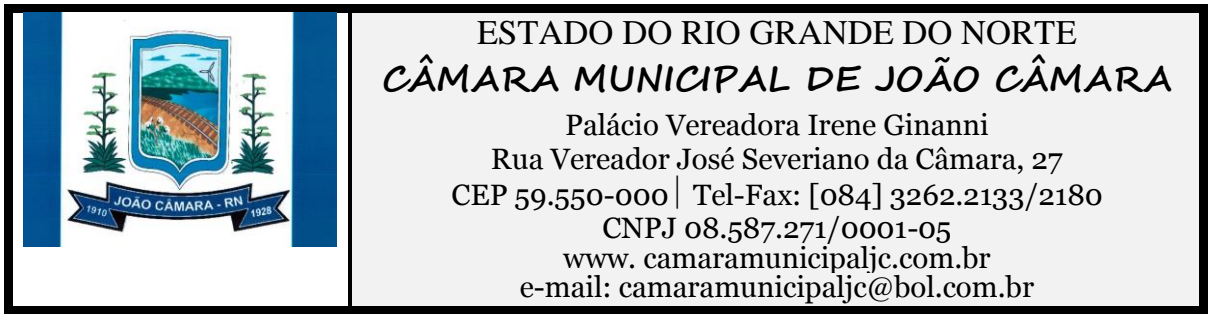 1910
JOÃO CÂMARA - RN
1928
ESTADO DO RIO GRANDE DO NORTE
CÂMARA MUNICIPAL DE JOÃO CÂMARA
Palácio Vereadora Irene Ginanni
Rua Vereador José Severiano da Câmara, 27
CEP 59.550-000| Tel-Fax: [084] 3262.2133/2180
CNPJ 08.587.271/0001-05
www. camaramunicipaljc.com.br
e-mail: camaramunicipaljc@bol.com.br